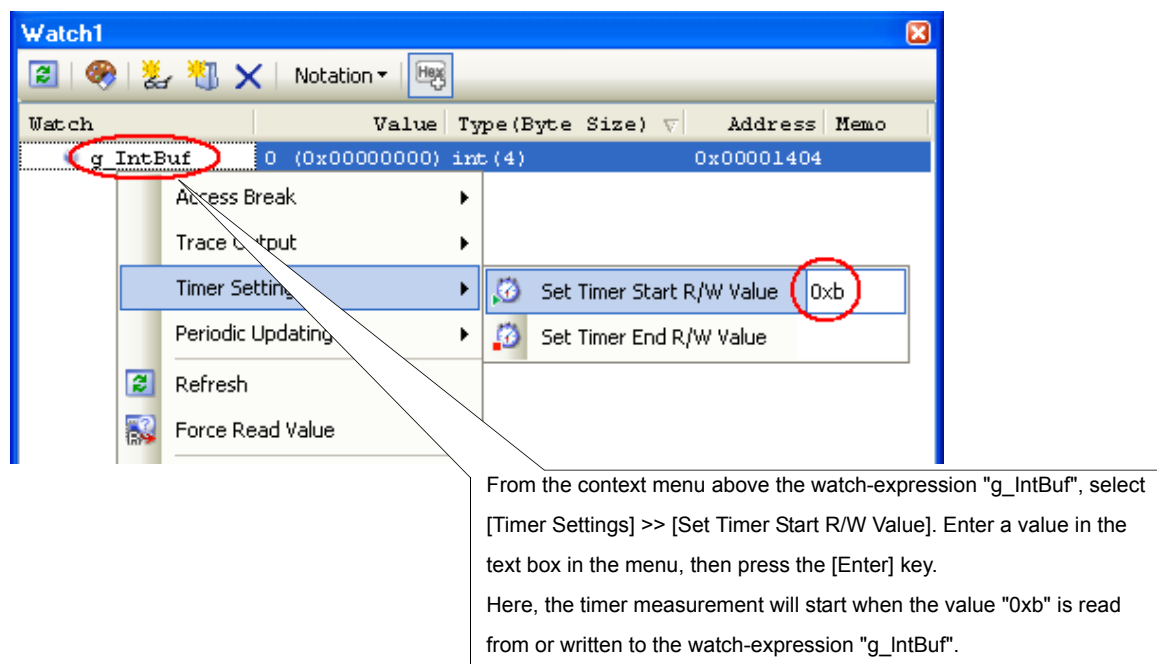 Watch1
Notation
Hex
Watch Value Type(Byte Size) Address Memo
g_IntBuf 0 (0x00000000) int(4) 0x00001404
Access Break
Trace Output
Timer Settings
Set Timer Start R/W Value 0xb
Set Timer End R/W Value
Periodic Updating
Refresh
Force Read Value
From the context menu above the watch-expression "g_IntBuf", select
[Timer Settings] >> [Set Timer Start R/W Value]. Enter a value in the
text box in the menu, then press the [Enter] key.
Here, the timer measurement will start when the value "0xb" is read
from or written to the watch-expression "g_IntBuf".